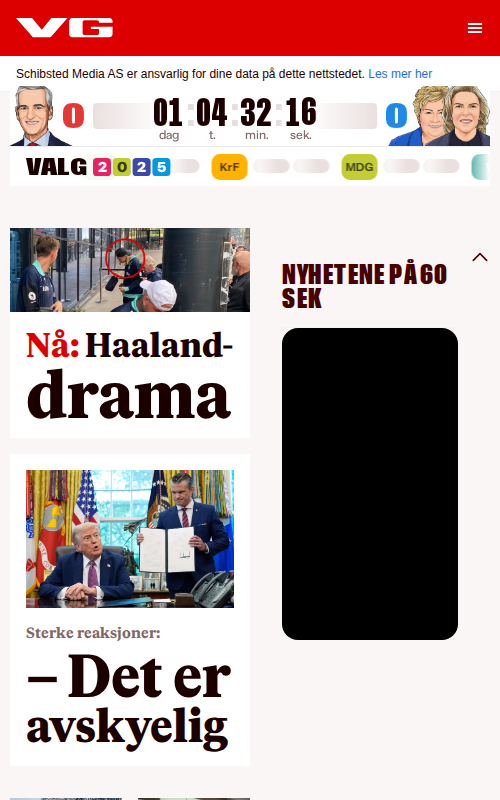 VG
Schibsted Media AS er ansvarlig for dine data på dette nettstedet. Les mer her
0 01 : 04 : 32 : 16 0
dag t. min. sek.
VALG 2025 KrF MDG
NYHETENE PÅ 60
SEK
Nå: Haaland-
drama
Sterke reaksjoner:
– Det er
avskyelig